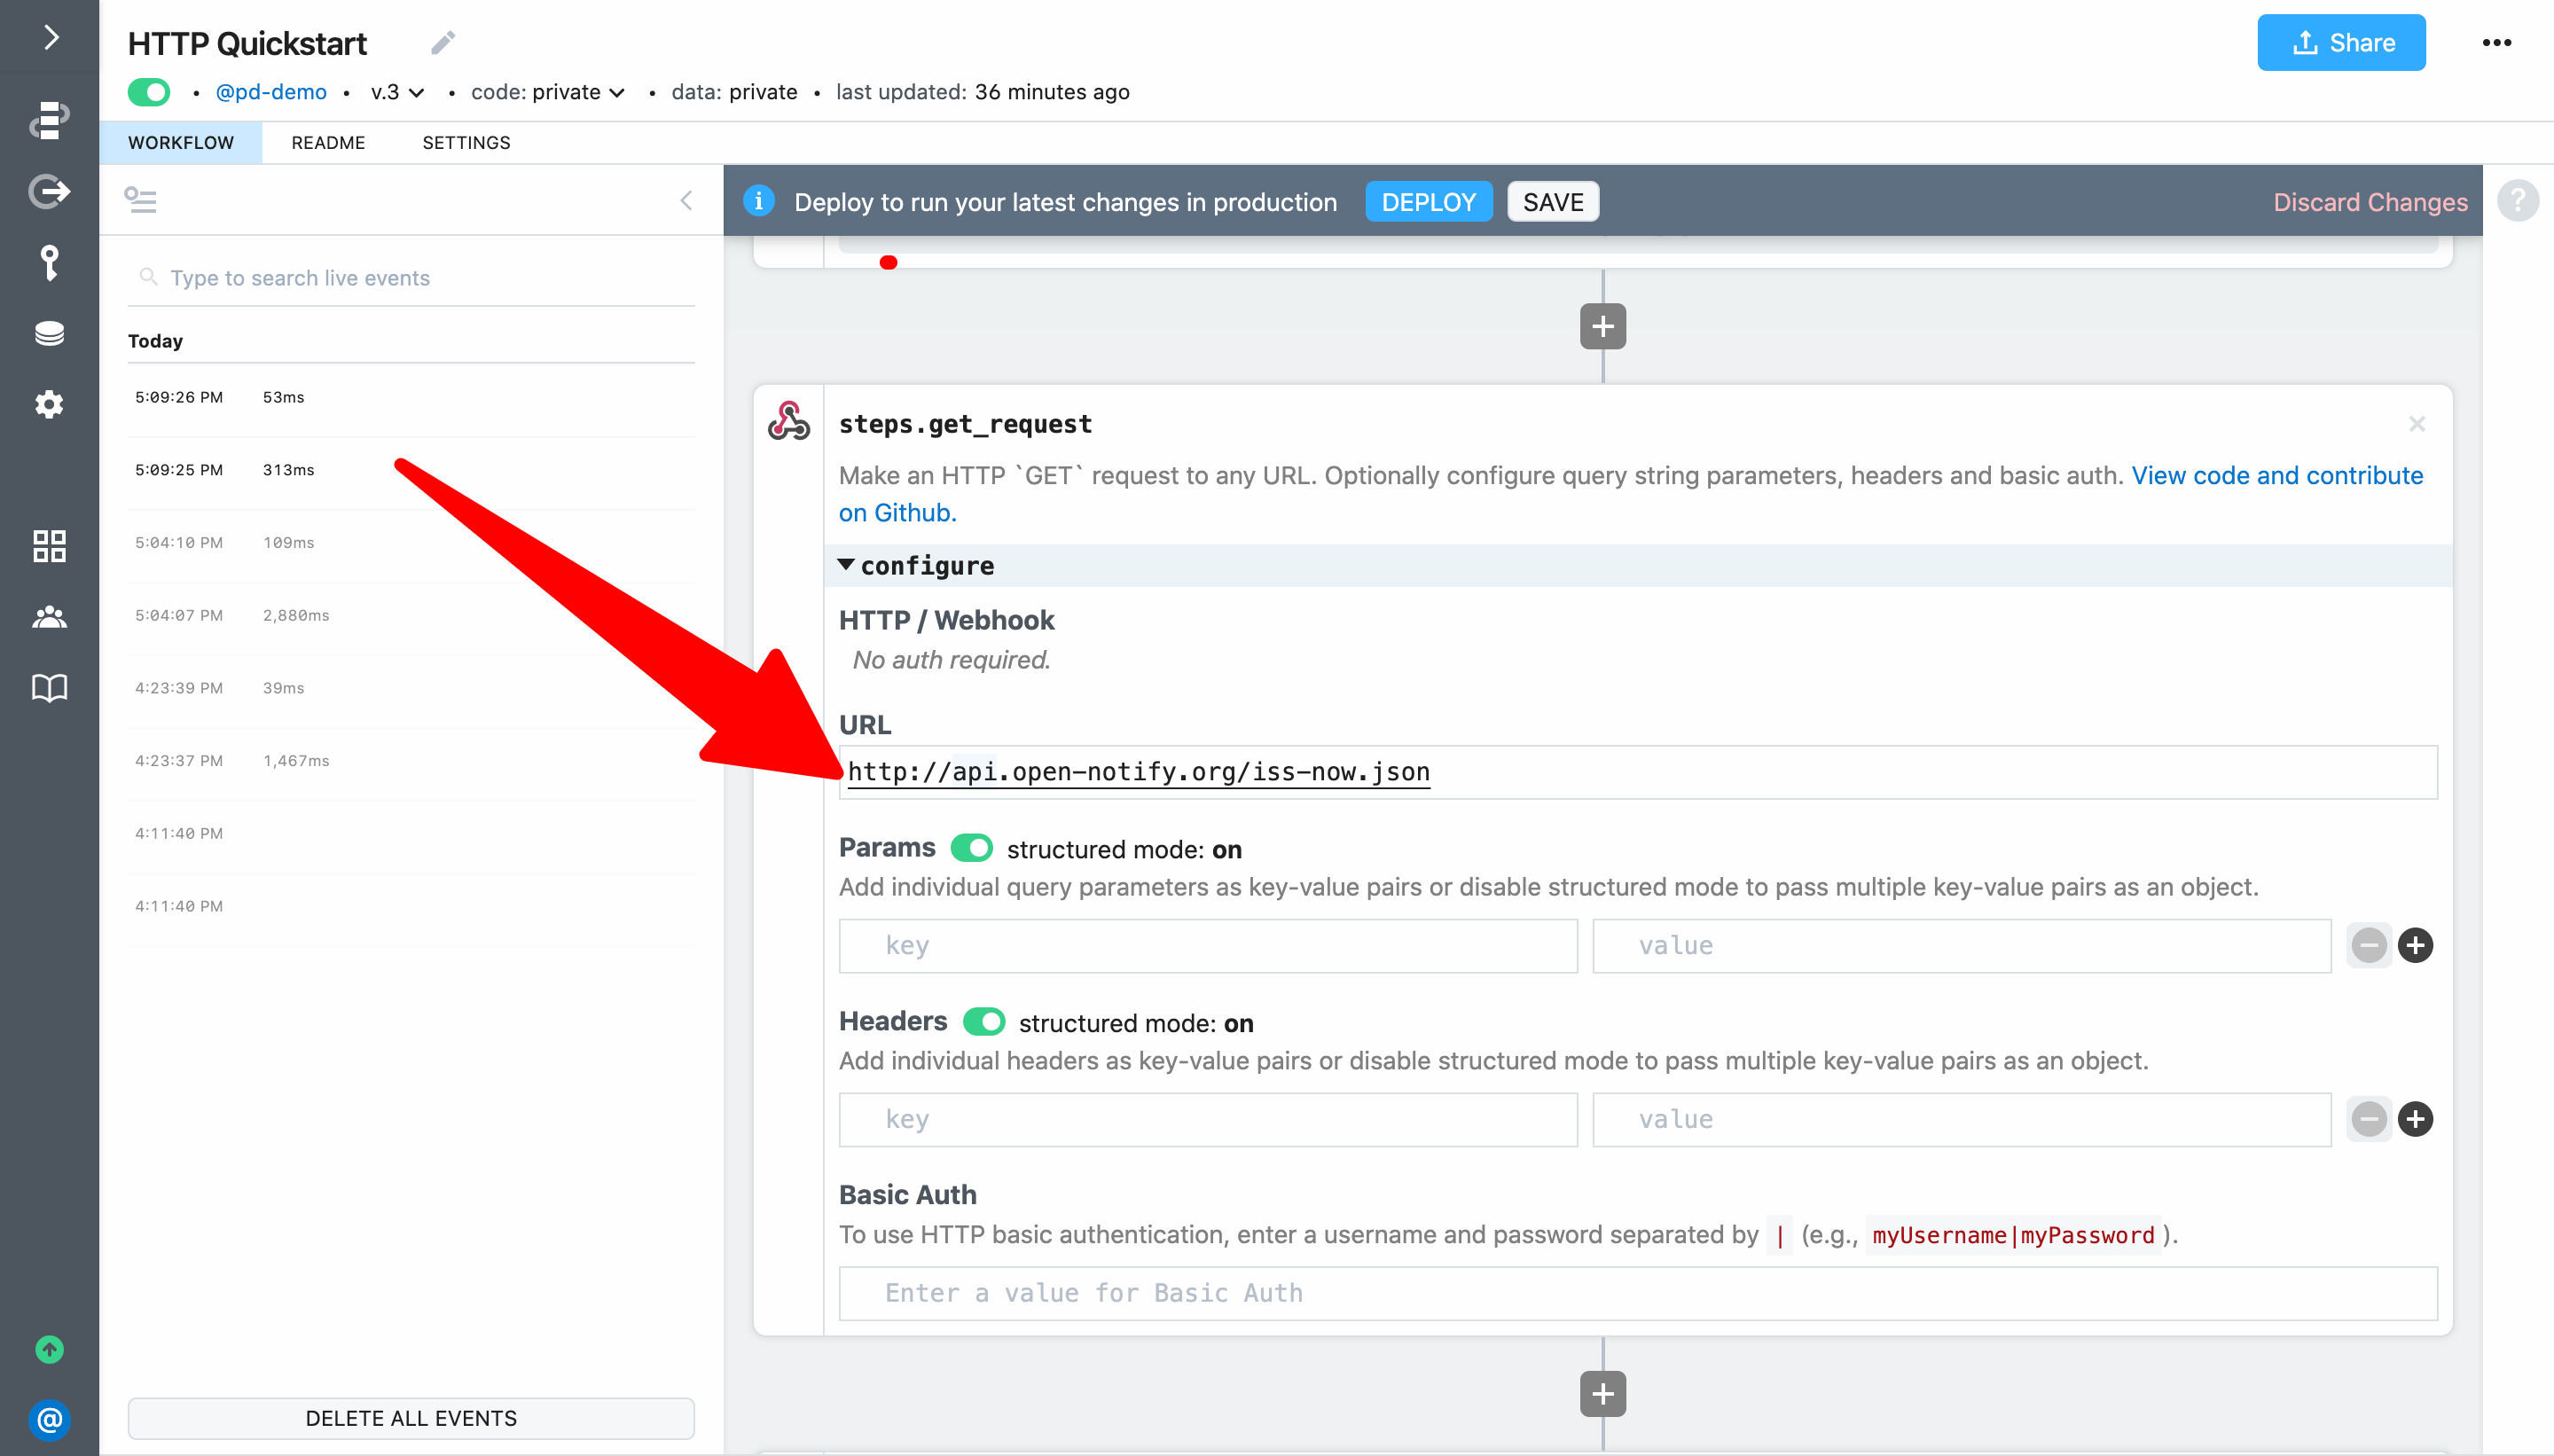 HTTP Quickstart
Share
•••
• @pd-demo • v.3 • code: private • data: private • last updated: 36 minutes ago
WORKFLOW README SETTINGS
Deploy to run your latest changes in production DEPLOY SAVE Discard Changes ?
Type to search live events
Today
5:09:26 PM 53ms
5:09:25 PM 313ms
5:04:10 PM 109ms
5:04:07 PM 2,880ms
4:23:39 PM 39ms
4:23:37 PM 1,467ms
4:11:40 PM
4:11:40 PM
DELETE ALL EVENTS
steps.get_request
Make an HTTP `GET` request to any URL. Optionally configure query string parameters, headers and basic auth. View code and contribute
on Github.
configure
HTTP / Webhook
No auth required.
URL
http://api.open-notify.org/iss-now.json
Params structured mode: on
Add individual query parameters as key-value pairs or disable structured mode to pass multiple key-value pairs as an object.
key value
Headers structured mode: on
Add individual headers as key-value pairs or disable structured mode to pass multiple key-value pairs as an object.
key value
Basic Auth
To use HTTP basic authentication, enter a username and password separated by | (e.g., myUsername|myPassword).
Enter a value for Basic Auth
@